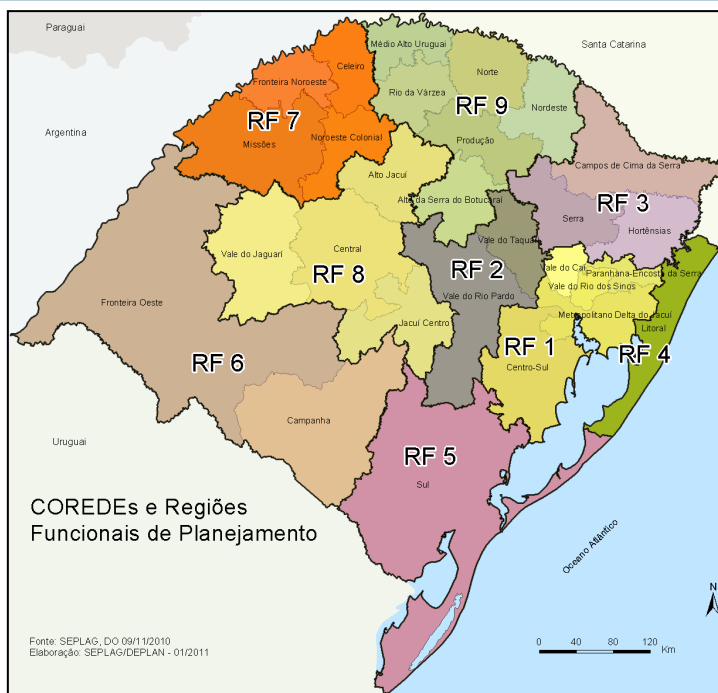 Paraguai
Santa Catarina
Argentina
Uruguai
Médio Alto Uruguai
Norte
Celeiro
Fronteira Noroeste
Rio da Várzea
RF 9
Nordeste
RF 7
Missões
Noroeste Colonial
Produção
Campos de Cima da Serra
Alto Jacuí
Alto da Serra do Botucaraí
RF 3
Serra
Hortênsias
Vale do Taquari
Central
Vale do Jaguari
RF 8
RF 2
Vale do Caí
Paranhana-Encosta da Serra
Vale do Rio dos Sinos
Vale do Rio Pardo
Fronteira Oeste
Metropolitano Delta do Jacuí
Jacuí Centro
Litoral
RF 1
RF 4
RF 6
Centro-Sul
Campanha
RF 5
Sul
COREDEs e Regiões
Funcionais de Planejamento
Oceano Atlântico
N
Fonte: SEPLAG, DO 09/11/2010
Elaboração: SEPLAG/DEPLAN - 01/2011
0 40 80 120
Km